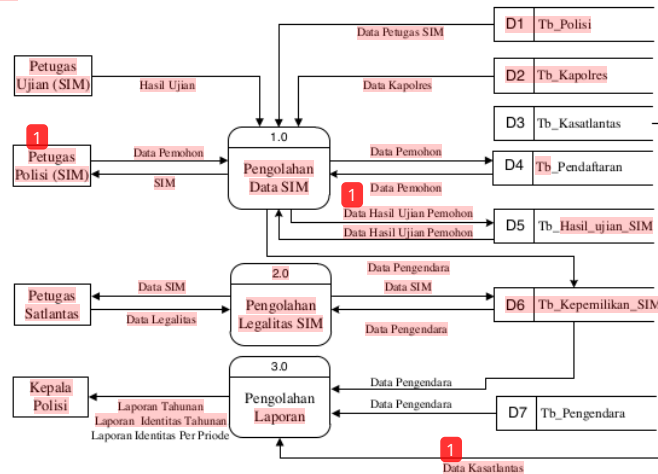 D1 Tb_Polisi
Data Petugas SIM
Petugas
Ujian (SIM)
Hasil Ujian
Data Kapolres
D2 Tb_Kapolres
D3 Tb_Kasatlantas
1
Petugas
Polisi (SIM)
Data Pemohon
SIM
1.0
Pengolahan
Data SIM
Data Pemohon
D4 Tb_Pendaftaran
Data Pemohon
1
Data Hasil Ujian Pemohon
Data Hasil Ujian Pemohon
D5 Tb_Hasil_ujian_SIM
Petugas
Satlantas
Data SIM
Data Legalitas
2.0
Pengolahan
Legalitas SIM
Data Pengendara
Data SIM
Data Pengendara
D6 Tb_Kepemilikan_SIM
Kepala
Polisi
Laporan Tahunan
Laporan Identitas Tahunan
Laporan Identitas Per Priode
3.0
Pengolahan
Laporan
Data Pengendara
Data Pengendara
D7 Tb_Pengendara
1
Data Kasatlantas